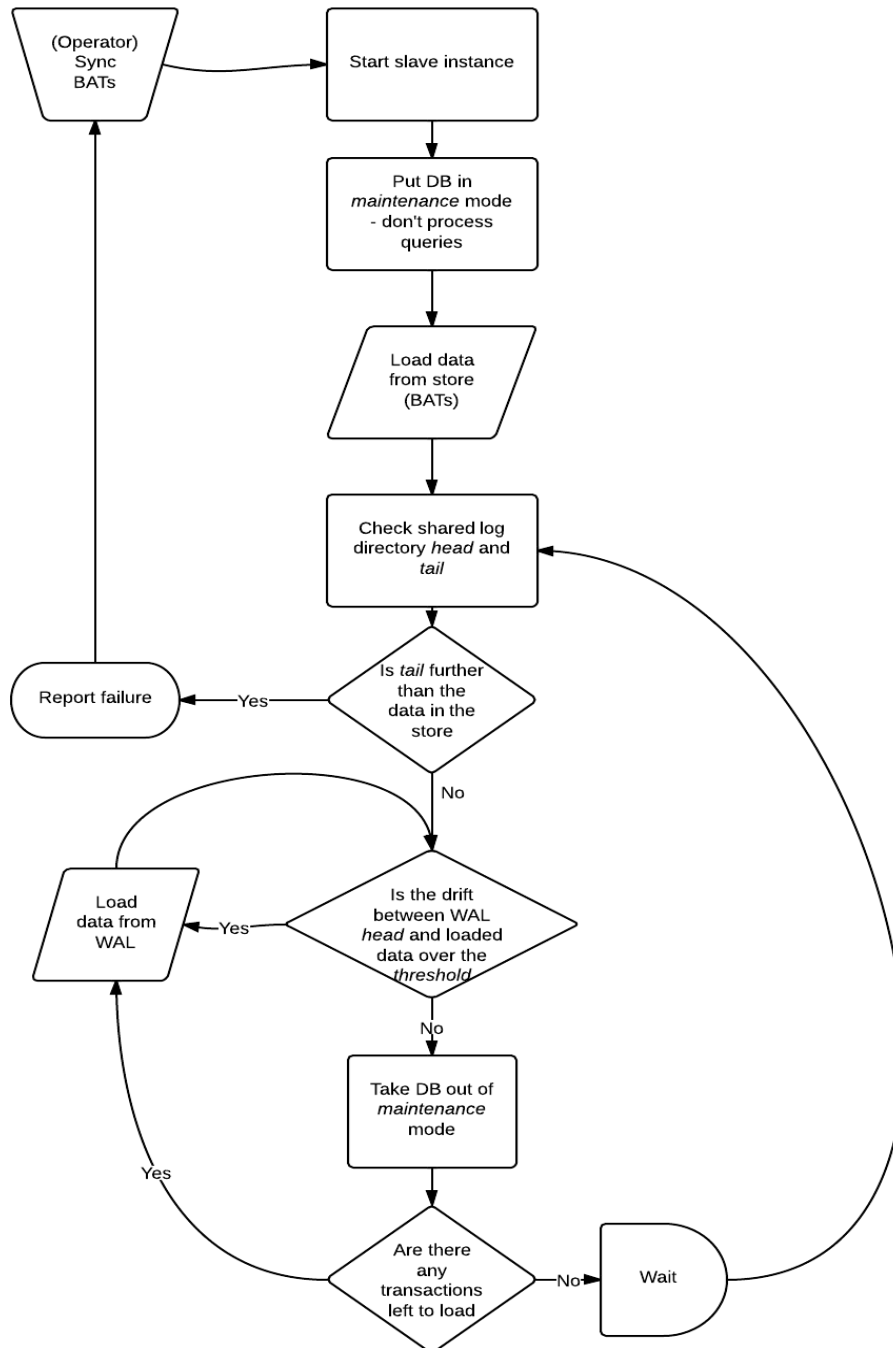 (Operator)
Sync
BATs
Start slave instance
Put DB in
maintenance mode
- don't process
queries
Load data
from store
(BATs)
Check shared log
directory head and
tail
Is tail further
than the
data in the
store
Yes
Report failure
No
Is the drift
between WAL
head and loaded
data over the
threshold
Yes
Load
data from
WAL
No
Take DB out of
maintenance
mode
Yes
Are there
any
transactions
left to load
No
Wait